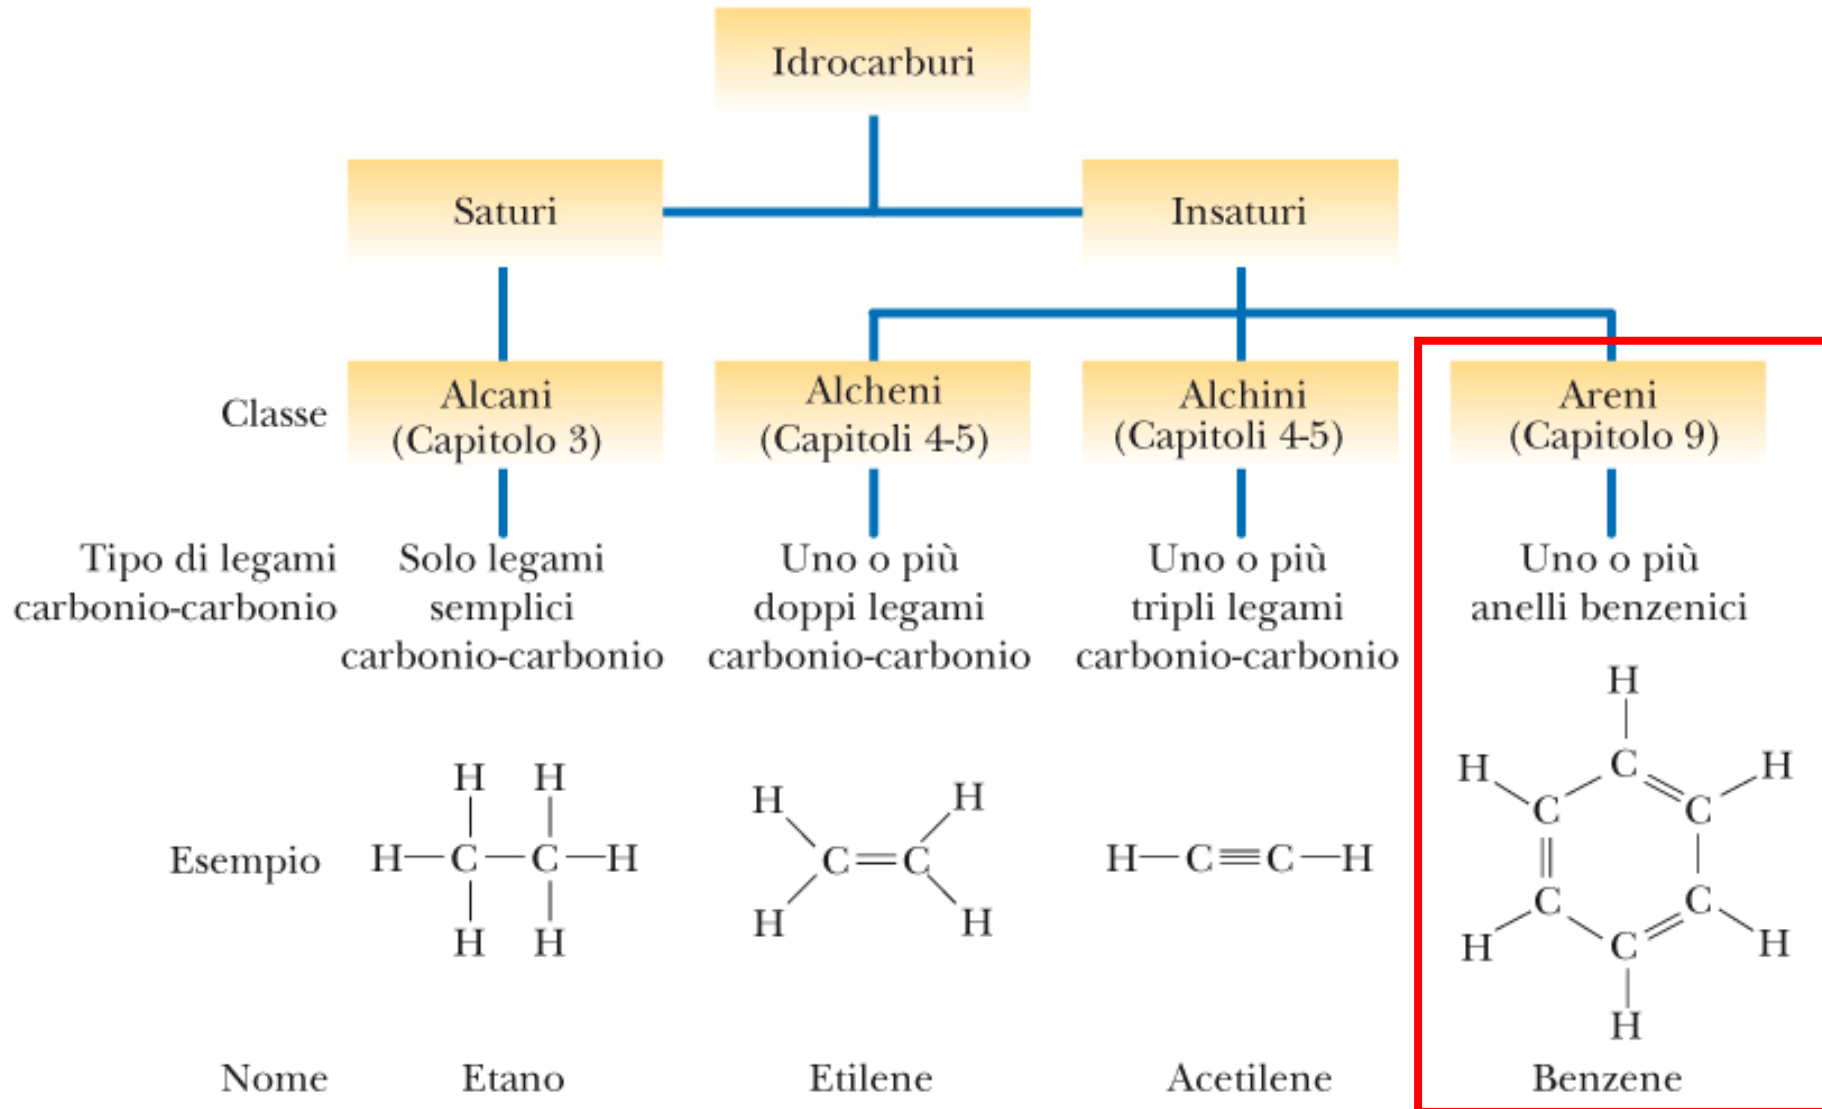 Idrocarburi
Saturi
Insaturi
Classe
Alcani
(Capitolo 3)
Alcheni
(Capitoli 4-5)
Alchini
(Capitoli 4-5)
Areni
(Capitolo 9)
Tipo di legami
carbonio-carbonio
Solo legami
semplici
carbonio-carbonio
Uno o più
doppi legami
carbonio-carbonio
Uno o più
tripli legami
carbonio-carbonio
Uno o più
anelli benzenici
Esempio
H H
H—C—C—H
H H
H H
C=C
H H
H—C≡C—H
H
H C H
C C
C C
H C H
H
Nome
Etano
Etilene
Acetilene
Benzene